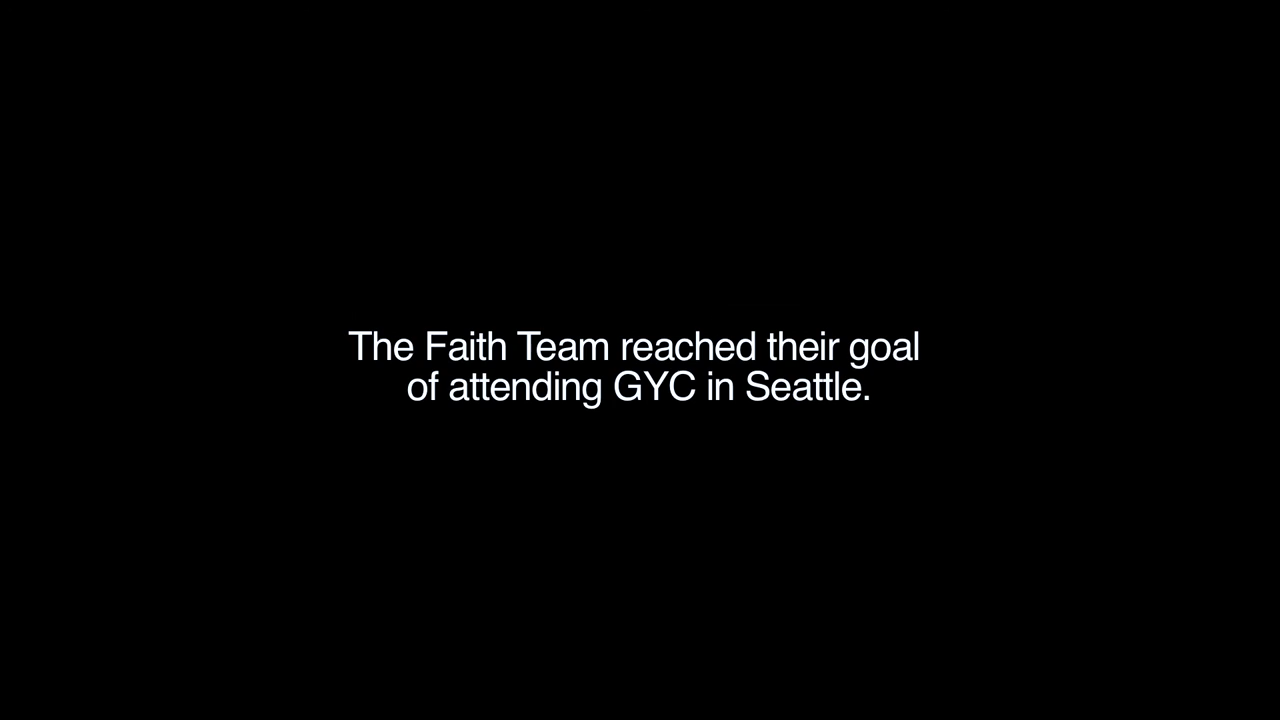 The Faith Team reached their goal
of attending GYC in Seattle.